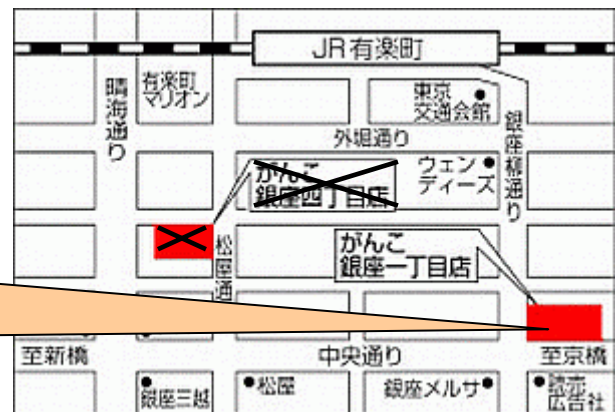 JR有楽町
有楽町
マリオン
晴海通り
東京
交通会館
外堀通り
銀座柳通り
がんこ
銀座四丁目店
ウェン
ディーズ
松屋通
がんこ
銀座一丁目店
至新橋
中央通り
至京橋
銀座三越
松屋
銀座メルサ
読売
広告社